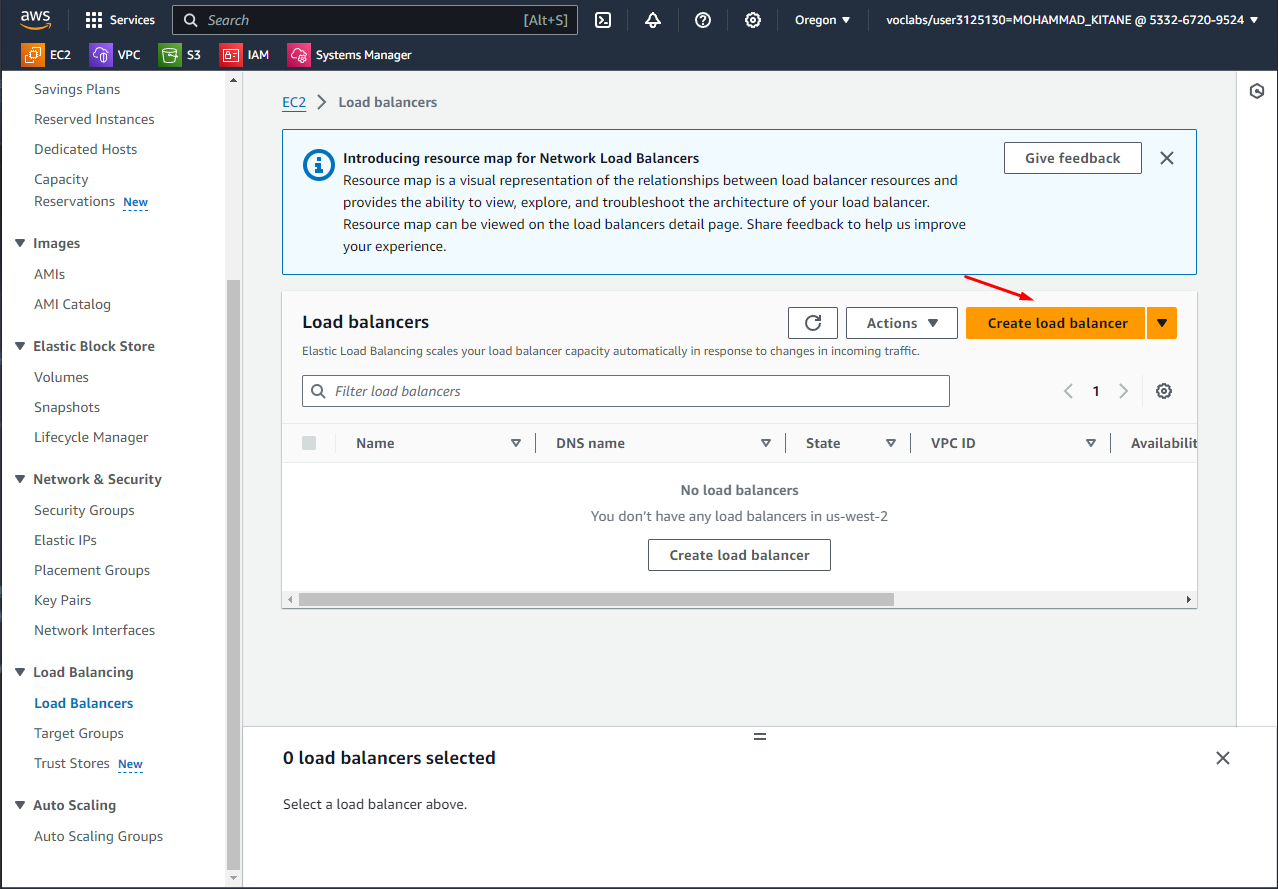 aws
Services
Search
[Alt+S]
Oregon
voclabs/user3125130=MOHAMMAD_KITANE @ 5332-6720-9524
EC2
VPC
S3
IAM
Systems Manager
Savings Plans
Reserved Instances
Dedicated Hosts
Capacity
Reservations New
Images
AMIs
AMI Catalog
Elastic Block Store
Volumes
Snapshots
Lifecycle Manager
Network & Security
Security Groups
Elastic IPs
Placement Groups
Key Pairs
Network Interfaces
Load Balancing
Load Balancers
Target Groups
Trust Stores New
Auto Scaling
Auto Scaling Groups
EC2 > Load balancers
Introducing resource map for Network Load Balancers
Resource map is a visual representation of the relationships between load balancer resources and
provides the ability to view, explore, and troubleshoot the architecture of your load balancer.
Resource map can be viewed on the load balancers detail page. Share feedback to help us improve
your experience.
Give feedback
Load balancers
Actions
Create load balancer
Elastic Load Balancing scales your load balancer capacity automatically in response to changes in incoming traffic.
Filter load balancers
1
Name
DNS name
State
VPC ID
Availabilit
No load balancers
You don't have any load balancers in us-west-2
Create load balancer
0 load balancers selected
Select a load balancer above.